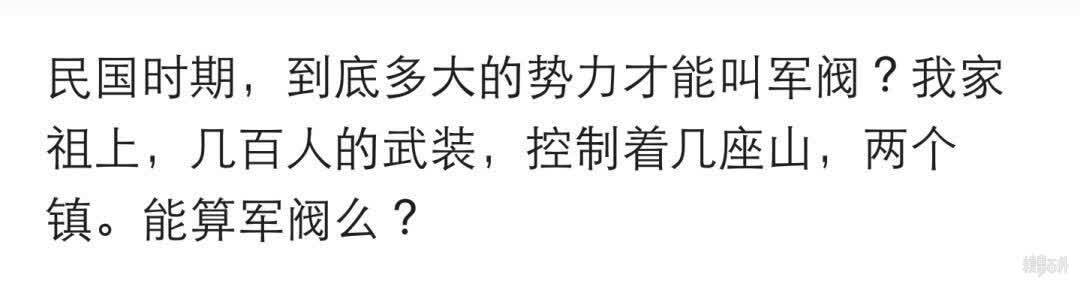 民国时期，到底多大的势力才能叫军阀？我家
祖上，几百人的武装，控制着几座山，两个
镇。能算军阀么？